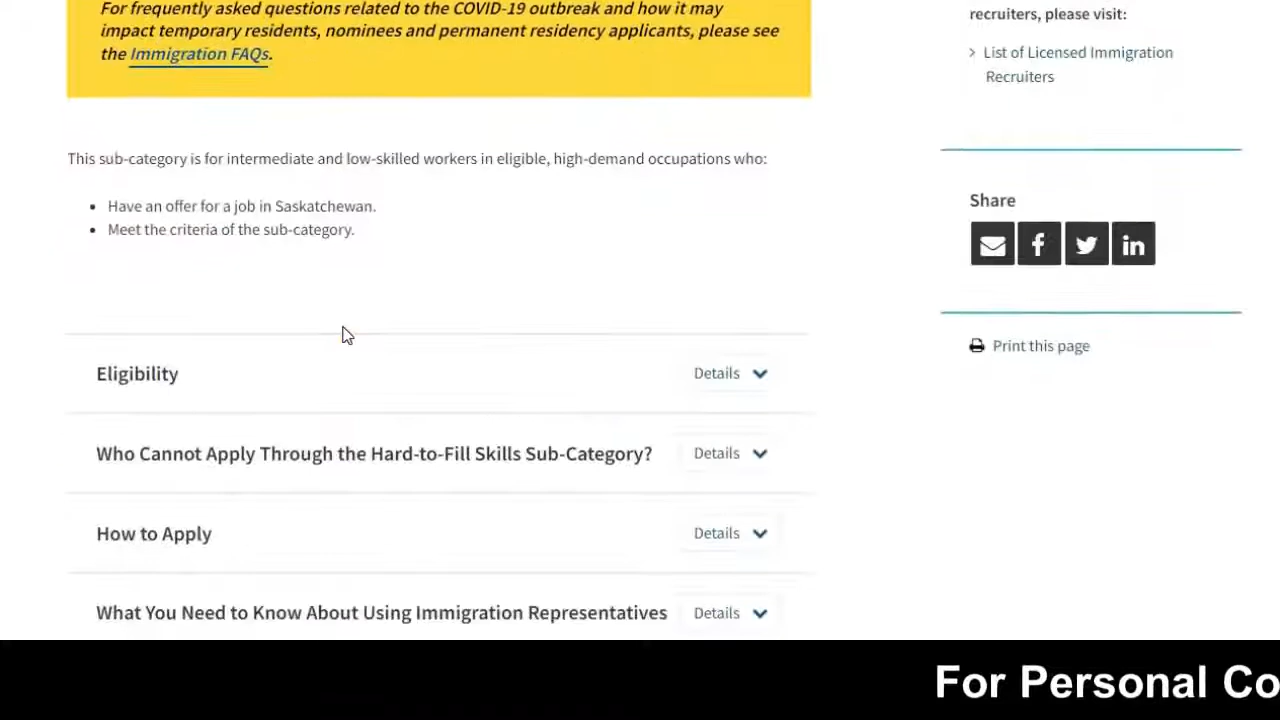 For frequently asked questions related to the COVID-19 outbreak and how it may
impact temporary residents, nominees and permanent residency applicants, please see
the Immigration FAQs.
This sub-category is for intermediate and low-skilled workers in eligible, high-demand occupations who:
• Have an offer for a job in Saskatchewan.
• Meet the criteria of the sub-category.
Eligibility Details
Who Cannot Apply Through the Hard-to-Fill Skills Sub-Category? Details
How to Apply Details
What You Need to Know About Using Immigration Representatives Details
recruiters, please visit:
List of Licensed Immigration
Recruiters
Share
Print this page
For Personal Co